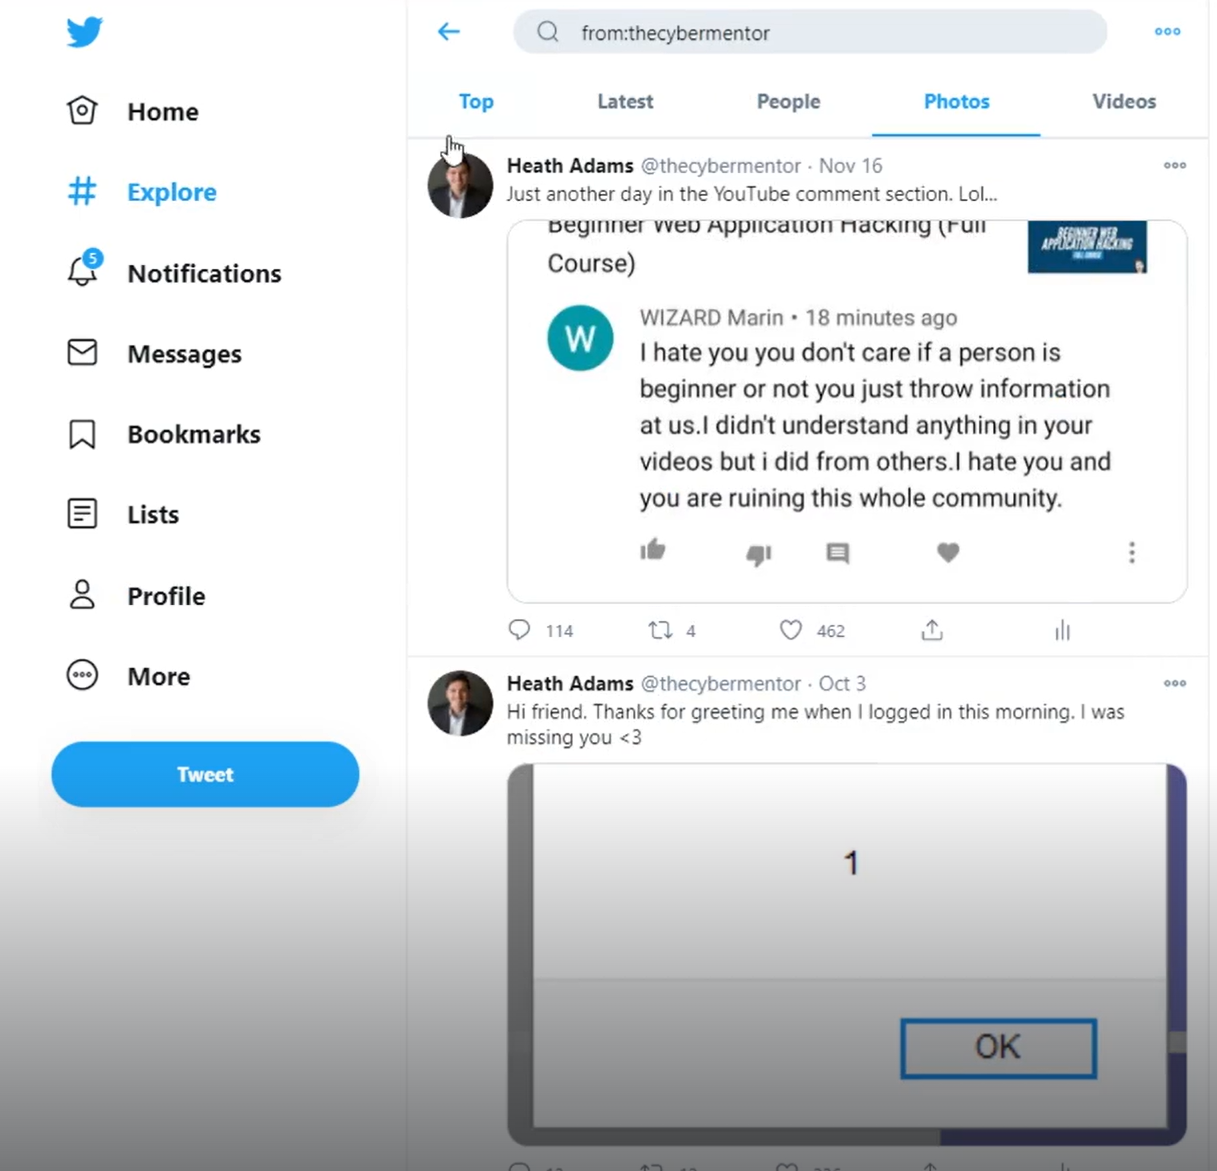 from:thecybermentor
Top
Latest
People
Photos
Videos
Home
Explore
5
Notifications
Messages
Bookmarks
Lists
Profile
More
Tweet
Heath Adams @thecybermentor · Nov 16
Just another day in the YouTube comment section. Lol...
Beginner Web Application Hacking (Full
Course)
BEGINNER WEB
APPLICATION HACKING
FULL COURSE
W
WIZARD Marin • 18 minutes ago
I hate you you don't care if a person is
beginner or not you just throw information
at us.I didn't understand anything in your
videos but i did from others.I hate you and
you are ruining this whole community.
114
4
462
Heath Adams @thecybermentor · Oct 3
Hi friend. Thanks for greeting me when I logged in this morning. I was
missing you <3
1
OK